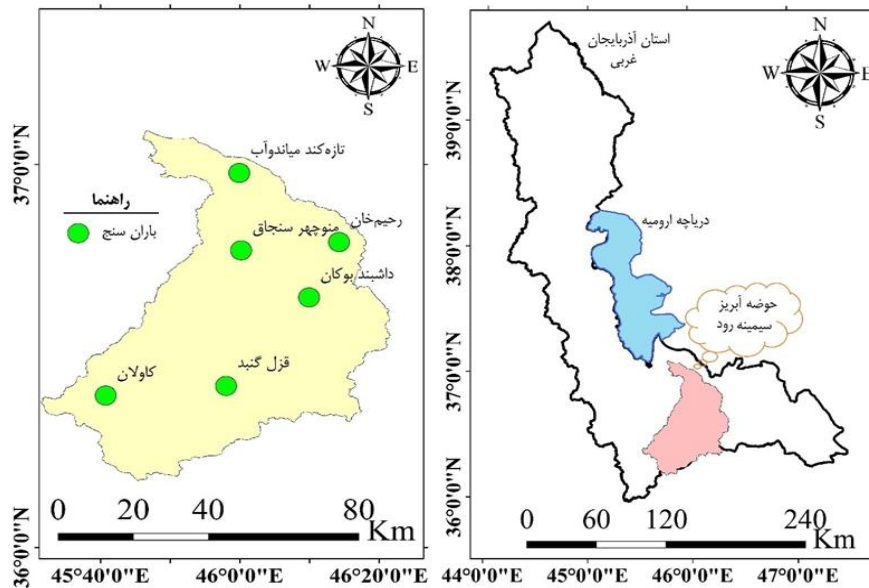 N
W E
S
37°0'0"N
36°0'0"N
تازه‌کند میاندوآب
راهنما
باران سنج
رحیم‌خان
منوچهر سنجاق
داشبند بوکان
قزل گنبد
کاولان
0 20 40 80 Km
45°40'0"E 46°0'0"E 46°20'0"E
استان آذربایجان
غربی
N
W E
S
39°0'0"N
38°0'0"N
37°0'0"N
36°0'0"N
دریاچه ارومیه
حوضه آبریز
سیمینه رود
0 60 120 240 Km
44°0'0"E 45°0'0"E 46°0'0"E 47°0'0"E